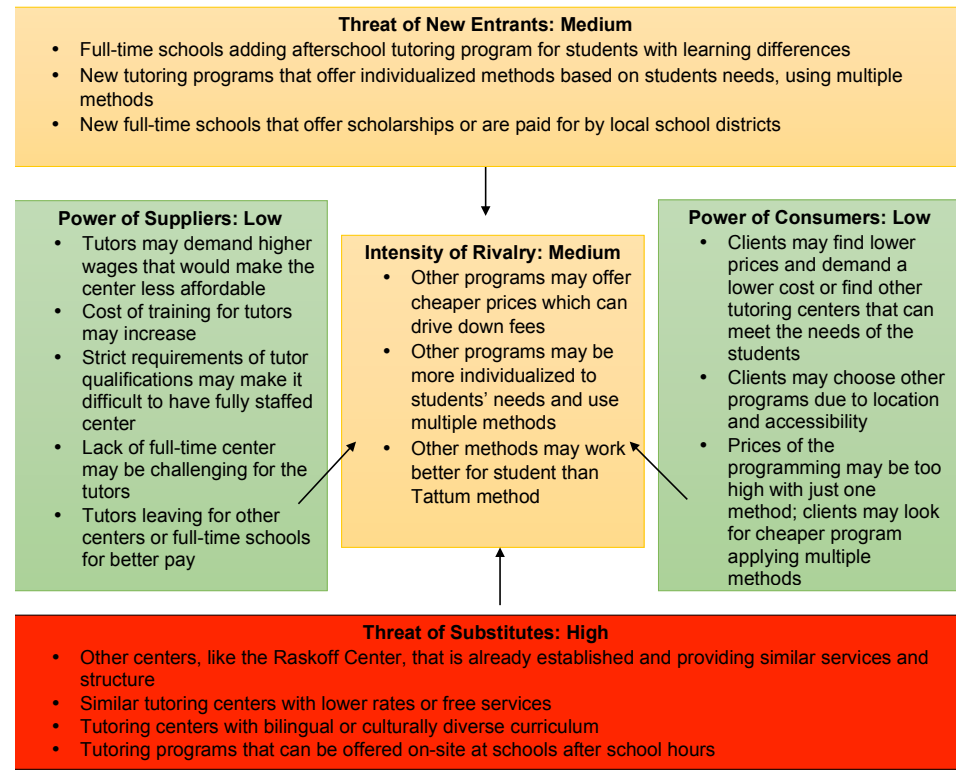 Threat of New Entrants: Medium
• Full-time schools adding afterschool tutoring program for students with learning differences
• New tutoring programs that offer individualized methods based on students needs, using multiple
methods
• New full-time schools that offer scholarships or are paid for by local school districts
Power of Suppliers: Low
• Tutors may demand higher
wages that would make the
center less affordable
• Cost of training for tutors
may increase
• Strict requirements of tutor
qualifications may make it
difficult to have fully staffed
center
• Lack of full-time center
may be challenging for the
tutors
• Tutors leaving for other
centers or full-time schools
for better pay
Intensity of Rivalry: Medium
• Other programs may offer
cheaper prices which can
drive down fees
• Other programs may be
more individualized to
students’ needs and use
multiple methods
• Other methods may work
better for student than
Tattum method
Power of Consumers: Low
• Clients may find lower
prices and demand a
lower cost or find other
tutoring centers that can
meet the needs of the
students
• Clients may choose other
programs due to location
and accessibility
• Prices of the
programming may be too
high with just one
method; clients may look
for cheaper program
applying multiple
methods
Threat of Substitutes: High
• Other centers, like the Raskoff Center, that is already established and providing similar services and
structure
• Similar tutoring centers with lower rates or free services
• Tutoring centers with bilingual or culturally diverse curriculum
• Tutoring programs that can be offered on-site at schools after school hours